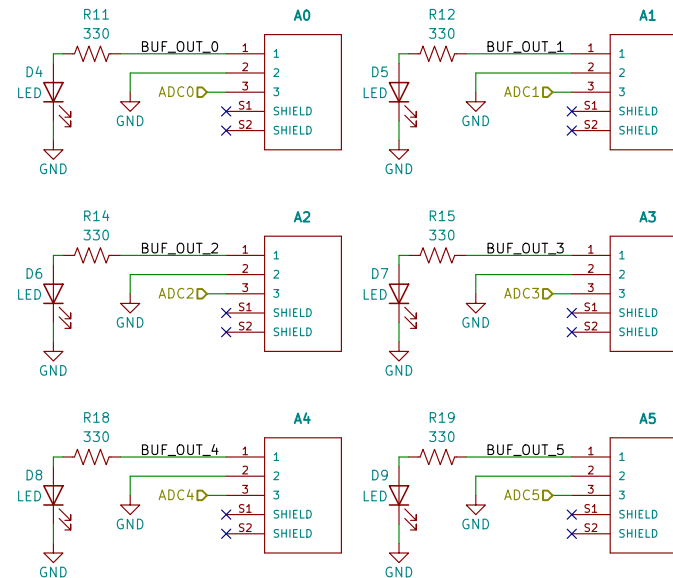 R11
330
BUF_OUT_0
A0
D4
LED
GND
GND
ADC0
1
2
3
S1
S2
1
2
3
SHIELD
SHIELD
R12
330
BUF_OUT_1
A1
D5
LED
GND
GND
ADC1
1
2
3
S1
S2
1
2
3
SHIELD
SHIELD
R14
330
BUF_OUT_2
A2
D6
LED
GND
GND
ADC2
1
2
3
S1
S2
1
2
3
SHIELD
SHIELD
R15
330
BUF_OUT_3
A3
D7
LED
GND
GND
ADC3
1
2
3
S1
S2
1
2
3
SHIELD
SHIELD
R18
330
BUF_OUT_4
A4
D8
LED
GND
GND
ADC4
1
2
3
S1
S2
1
2
3
SHIELD
SHIELD
R19
330
BUF_OUT_5
A5
D9
LED
GND
GND
ADC5
1
2
3
S1
S2
1
2
3
SHIELD
SHIELD